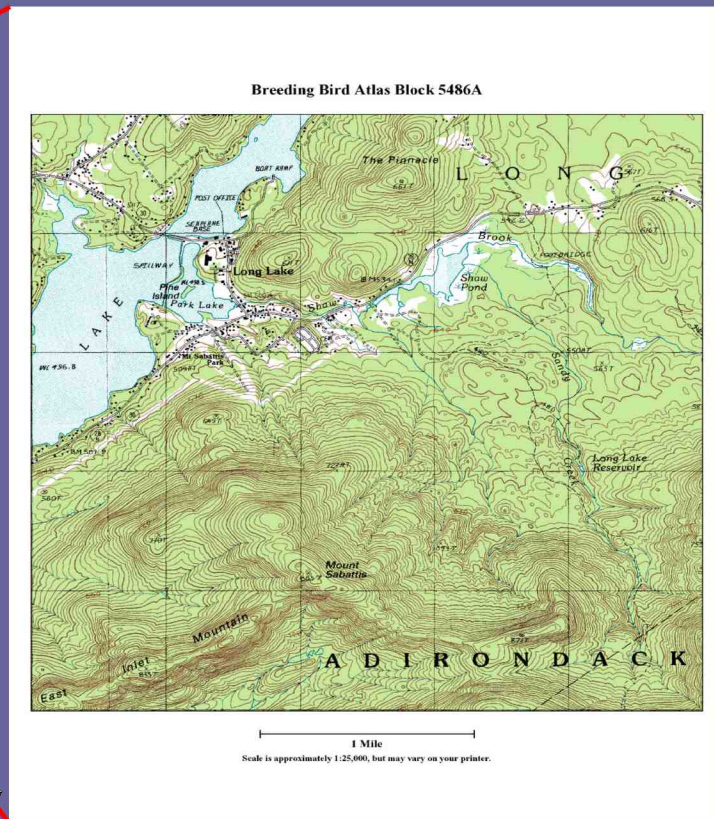 Breeding Bird Atlas Block 5486A
The Pinnacle
LONG
BOAT RAMP
POST OFFICE
SEAPLANE
BASE
Brook
FOOTBRIDGE
SPILLWAY
Long Lake
Pine
Island
Park Lake
Shaw
Shaw
Pond
LAKE
Mt Sabattis
Park
Sandy
Creek
Long Lake
Reservoir
Mount
Sabattis
East Inlet Mountain
ADIRONDACK
1 Mile
Scale is approximately 1:25,000, but may vary on your printer.